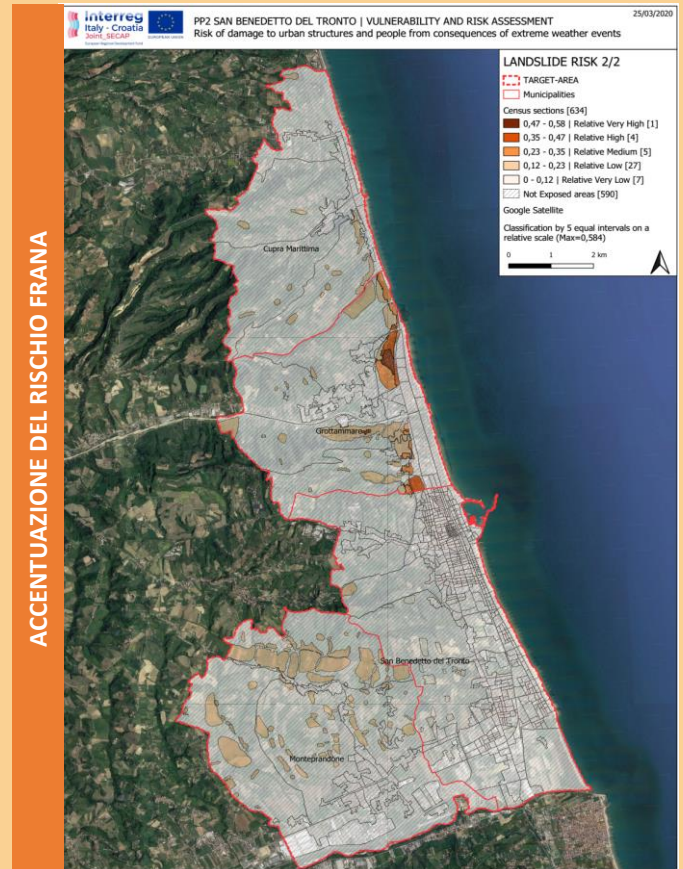 ACCENTUAZIONE DEL RISCHIO FRANA
Interreg
Italy - Croatia
Joint_SECAP
European Regional Development Fund
EUROPEAN UNION
PP2 SAN BENEDETTO DEL TRONTO | VULNERABILITY AND RISK ASSESSMENT
25/03/2020
Risk of damage to urban structures and people from consequences of extreme weather events
LANDSLIDE RISK 2/2
TARGET-AREA
Municipalities
Census sections [634]
0,47 - 0,58 | Relative Very High [1]
0,35 - 0,47 | Relative High [4]
0,23 - 0,35 | Relative Medium [5]
0,12 - 0,23 | Relative Low [27]
0 - 0,12 | Relative Very Low [7]
Not Exposed areas [590]
Google Satellite
Classification by 5 equal intervals on a
relative scale (Max=0,584)
0 1 2 km
Cupra Marittima
Grottammare
San Benedetto del Tronto
Monteprandone